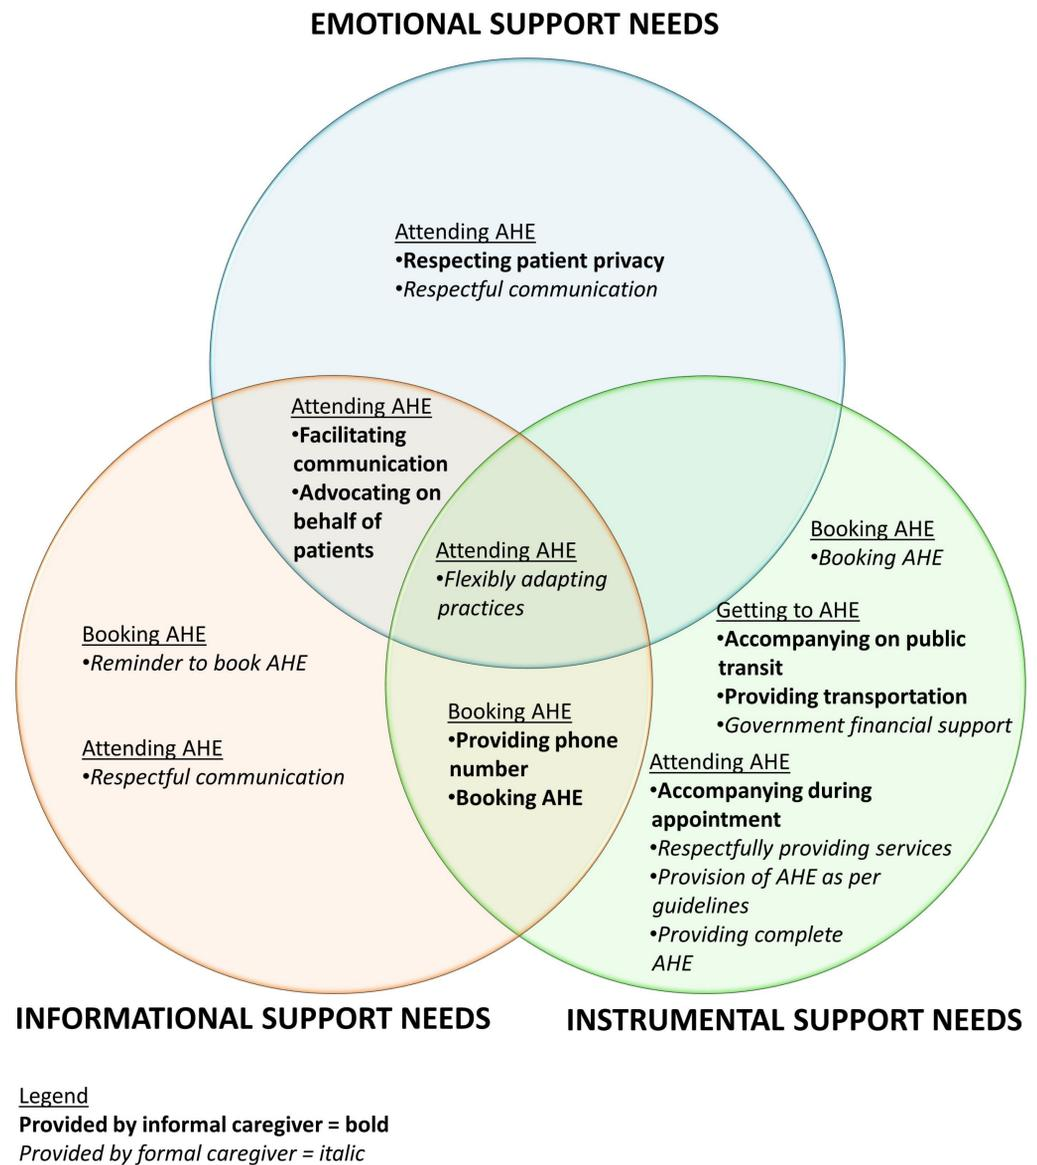 EMOTIONAL SUPPORT NEEDS
Attending AHE
•Respecting patient privacy
•Respectful communication
Attending AHE
•Facilitating
communication
•Advocating on
behalf of
patients
Attending AHE
•Flexibly adapting
practices
Booking AHE
•Booking AHE
Getting to AHE
•Accompanying on public
transit
•Providing transportation
•Government financial support
Booking AHE
•Reminder to book AHE
Attending AHE
•Respectful communication
Booking AHE
•Providing phone
number
•Booking AHE
Attending AHE
•Accompanying during
appointment
•Respectfully providing services
•Provision of AHE as per
guidelines
•Providing complete
AHE
INFORMATIONAL SUPPORT NEEDS
INSTRUMENTAL SUPPORT NEEDS
Legend
Provided by informal caregiver = bold
Provided by formal caregiver = italic